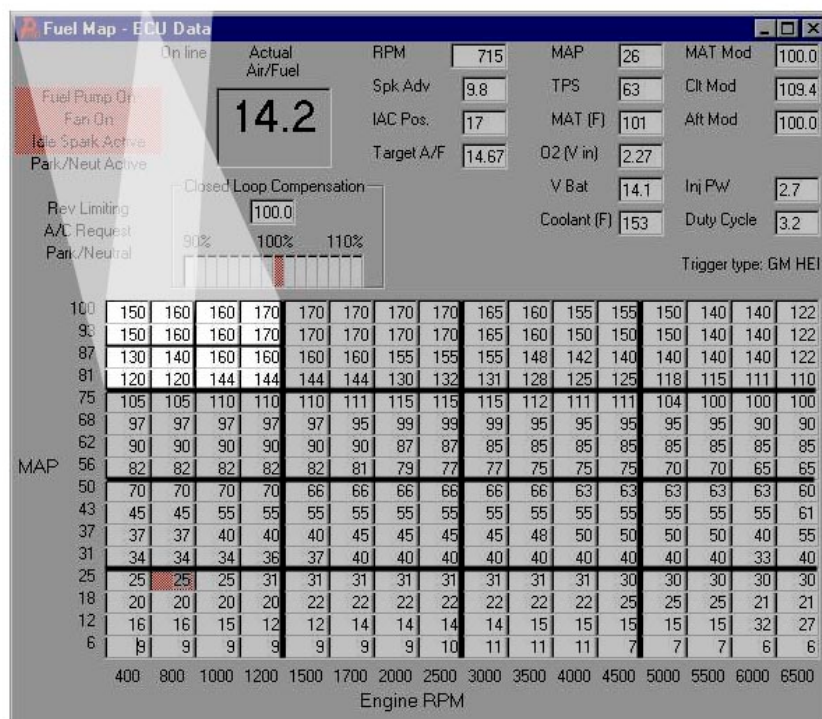 Fuel Map - ECU Data
On line Actual Air/Fuel RPM 715 MAP 26 MAT Mod 100.0
Fuel Pump On 14.2 Spk Adv 9.8 TPS 63 Clt Mod 109.4
Fan On IAC Pos. 17 MAT (F) 101 Aft Mod 100.0
Idle Spark Active Target A/F 14.67 O2 (V in) 2.27
Park/Neut Active
Closed Loop Compensation V Bat 14.1 Inj PW 2.7
Rev Limiting 100.0 Coolant (F) 153 Duty Cycle 3.2
A/C Request
Park/Neutral 90% 100% 110%
Trigger type: GM HEI
100 150 160 160 170 170 170 170 170 165 160 155 155 150 140 140 122
93 150 160 160 170 170 170 170 170 165 160 150 150 150 140 140 122
87 130 140 160 160 160 160 155 155 155 148 142 140 140 140 140 122
81 120 120 144 144 144 144 130 132 131 128 125 125 118 115 111 110
75 105 105 110 110 110 111 115 115 115 112 111 111 104 100 100 100
68 97 97 97 97 97 95 99 99 99 95 95 95 95 95 90 90
62 90 90 90 90 90 90 87 87 85 85 85 85 85 85 85 85
MAP 56 82 82 82 82 82 81 79 77 77 75 75 75 70 70 65 65
50 70 70 70 70 66 66 66 66 66 66 63 63 63 63 63 60
43 45 45 55 55 55 55 55 55 55 55 55 55 55 55 55 61
37 37 37 40 40 40 45 45 45 45 48 50 50 50 50 40 55
31 34 34 34 36 37 40 40 40 40 40 40 40 40 40 33 40
25 25 25 25 31 31 31 31 31 31 31 31 30 30 30 30 30
18 20 20 20 20 22 22 22 22 22 22 22 25 25 25 21 21
12 16 16 15 12 12 14 14 14 14 15 15 15 15 15 32 27
6 9 9 9 9 9 9 9 10 11 11 11 7 7 7 6 6
400 800 1000 1200 1500 1700 2000 2500 3000 3500 4000 4500 5000 5500 6000 6500
Engine RPM